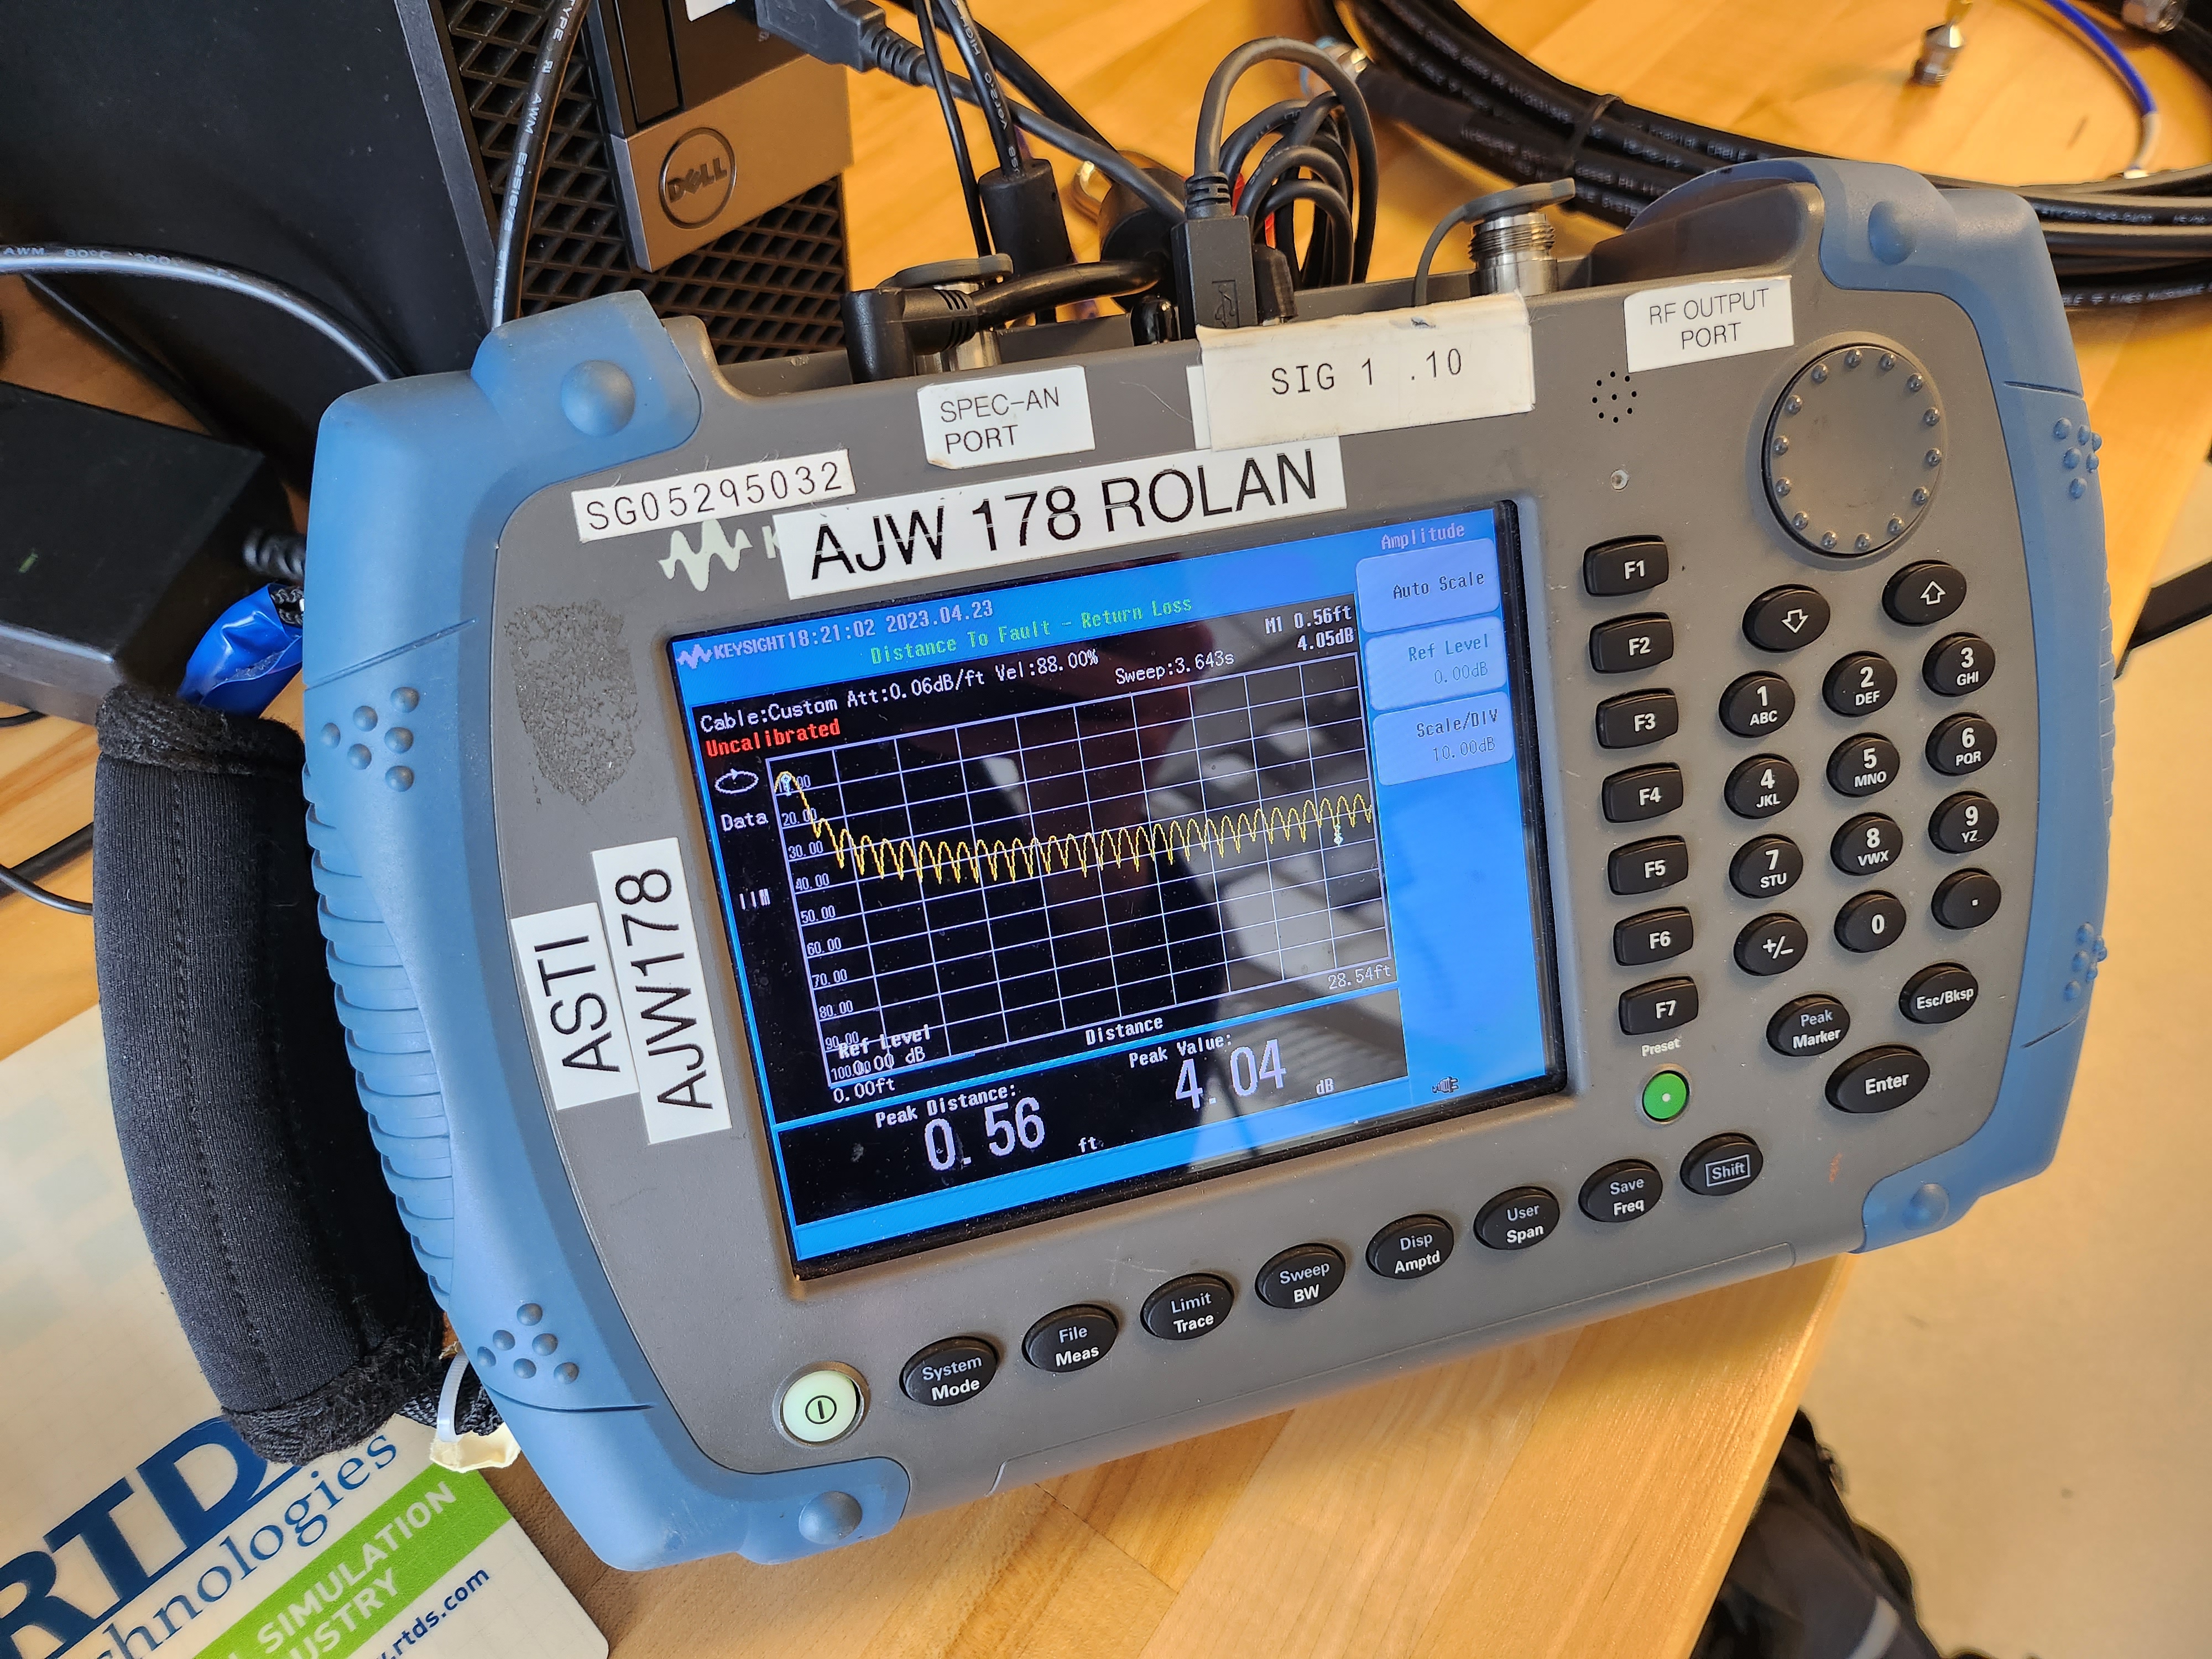 DELL
RF OUTPUT
PORT
SIG 1 .10
SPEC-AN
PORT
SG05295032
AJW 178 ROLAN
ASTI
AJW178
KEYSIGHT 18:21:02 2023.04.23
Distance To Fault - Return Loss
M1 0.56ft
4.05dB
Cable:Custom Att:0.06dB/ft Vel:88.00%
Sweep:3.643s
Uncalibrated
Data
20.00
30.00
40.00
50.00
60.00
70.00
80.00
90.00
100.00
Ref Level
0.00 dB
0.00ft
Distance
28.54ft
Peak Distance:
0.56 ft
Peak Value:
4.04 dB
Amplitude
Auto Scale
Ref Level
0.00dB
Scale/DIV
10.00dB
F1
F2
F3
F4
F5
F6
F7
Preset
1 ABC
2 DEF
3 GHI
4 JKL
5 MNO
6 PQR
7 STU
8 VWX
9 YZ_
+/-
0
.
Peak
Marker
Esc/Bksp
Enter
System
Mode
File
Meas
Limit
Trace
Sweep
BW
Disp
Amptd
User
Span
Save
Freq
Shift
RTD
chnologies
SIMULATION
USTRY
.rtds.com